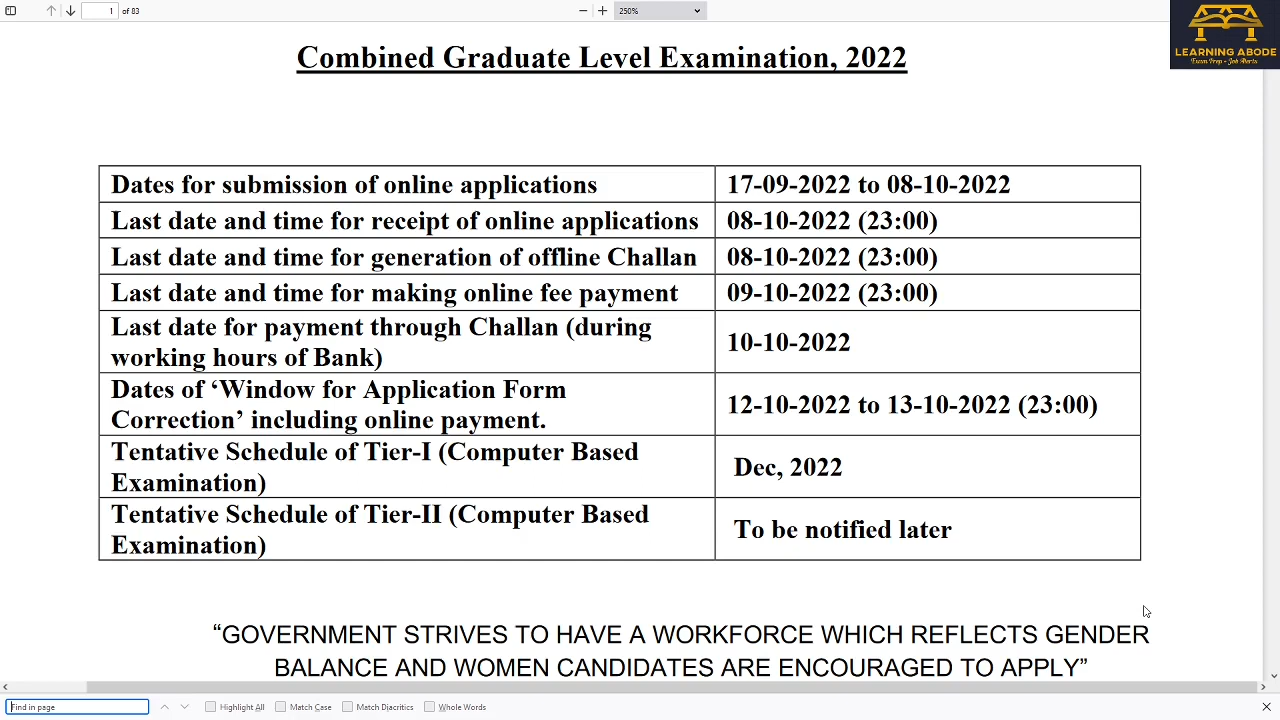 1 of 83
250%
LEARNING ABODE
Exam Prep - Job Alerts
Combined Graduate Level Examination, 2022
Dates for submission of online applications 17-09-2022 to 08-10-2022
Last date and time for receipt of online applications 08-10-2022 (23:00)
Last date and time for generation of offline Challan 08-10-2022 (23:00)
Last date and time for making online fee payment 09-10-2022 (23:00)
Last date for payment through Challan (during
working hours of Bank) 10-10-2022
Dates of ‘Window for Application Form
Correction’ including online payment. 12-10-2022 to 13-10-2022 (23:00)
Tentative Schedule of Tier-I (Computer Based
Examination) Dec, 2022
Tentative Schedule of Tier-II (Computer Based
Examination) To be notified later
“GOVERNMENT STRIVES TO HAVE A WORKFORCE WHICH REFLECTS GENDER
BALANCE AND WOMEN CANDIDATES ARE ENCOURAGED TO APPLY”
Find in page Highlight All Match Case Match Diacritics Whole Words